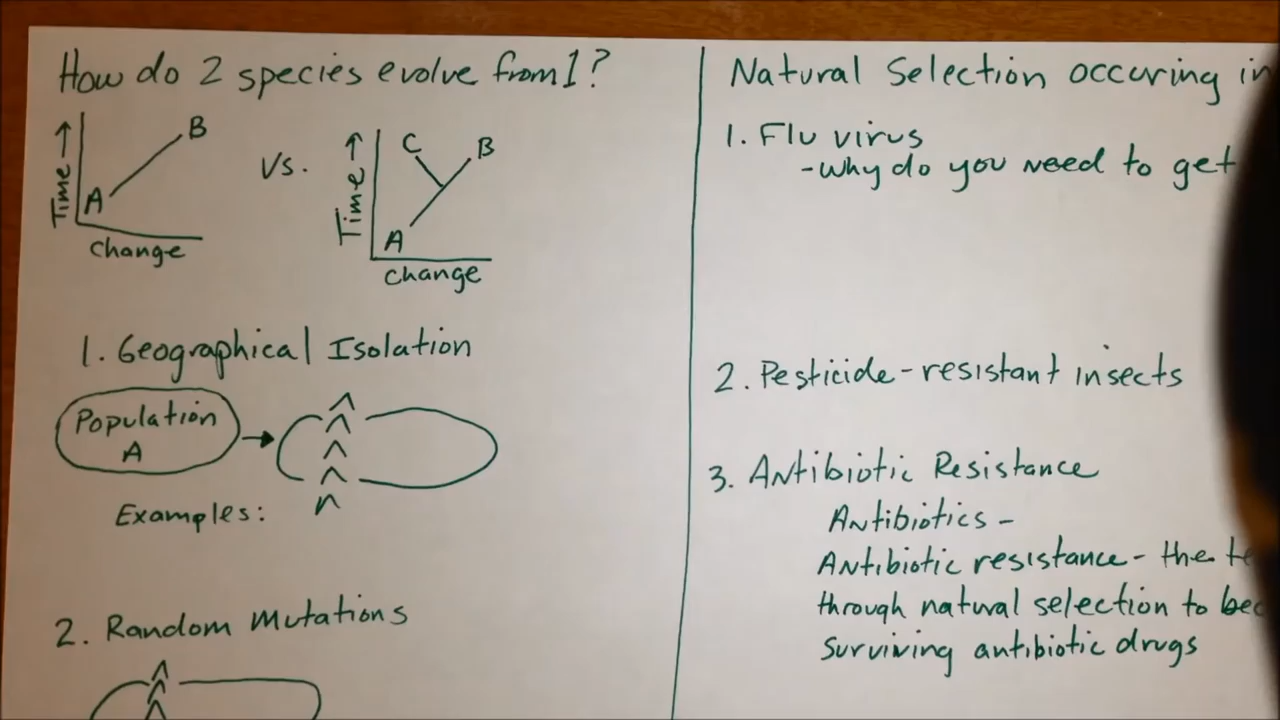 How do 2 species evolve from 1?
Time →
A
B
Change
Vs.
Time →
A
C
B
Change
1. Geographical Isolation
Population
A
Examples:
2. Random Mutations
Natural Selection occuring in
1. Flu virus
-Why do you need to get
2. Pesticide-resistant insects
3. Antibiotic Resistance
Antibiotics -
Antibiotic resistance - the
through natural selection to
Surviving antibiotic drugs